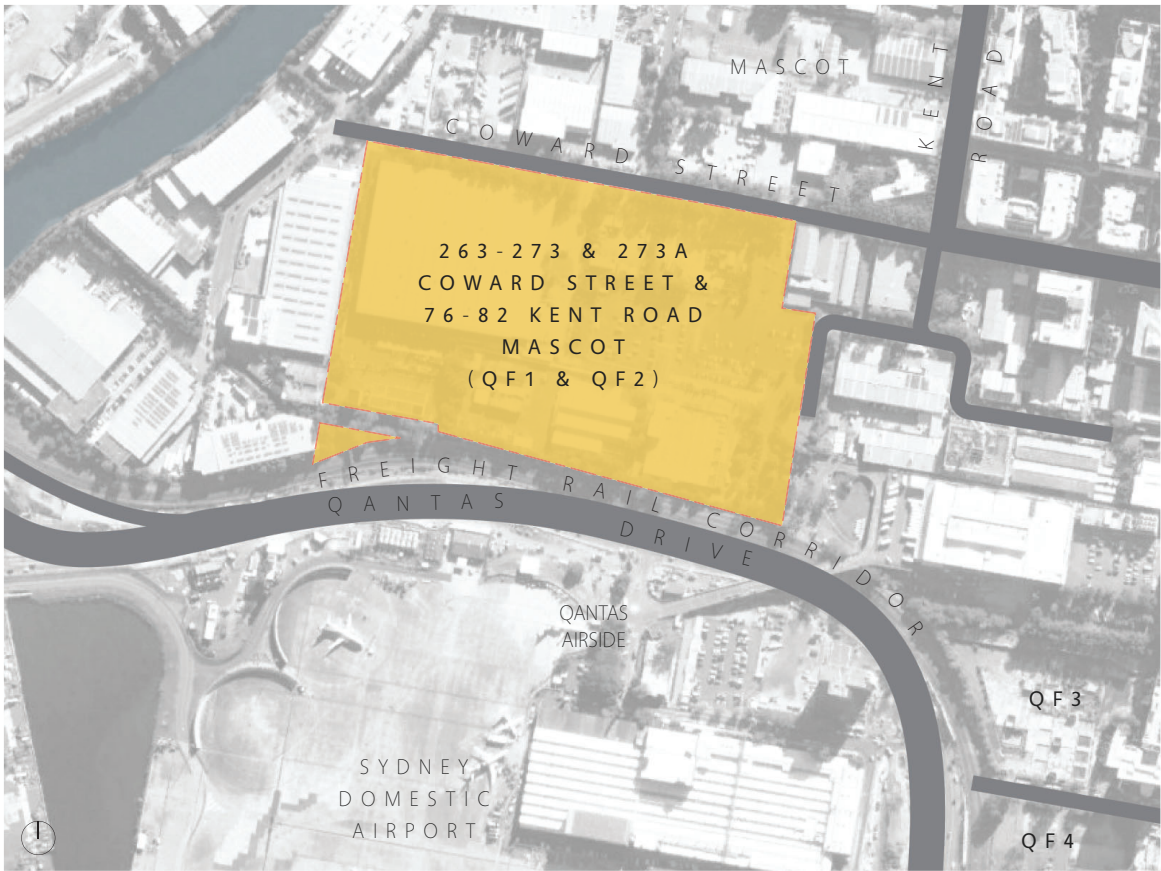 MASCOT
KENT
ROAD
COWARD STREET
263-273 & 273A
COWARD STREET &
76-82 KENT ROAD
MASCOT
(QF1 & QF2)
FREIGHT RAIL CORRIDOR
QANTAS DRIVE
QANTAS
AIRSIDE
QF3
SYDNEY
DOMESTIC
AIRPORT
QF4